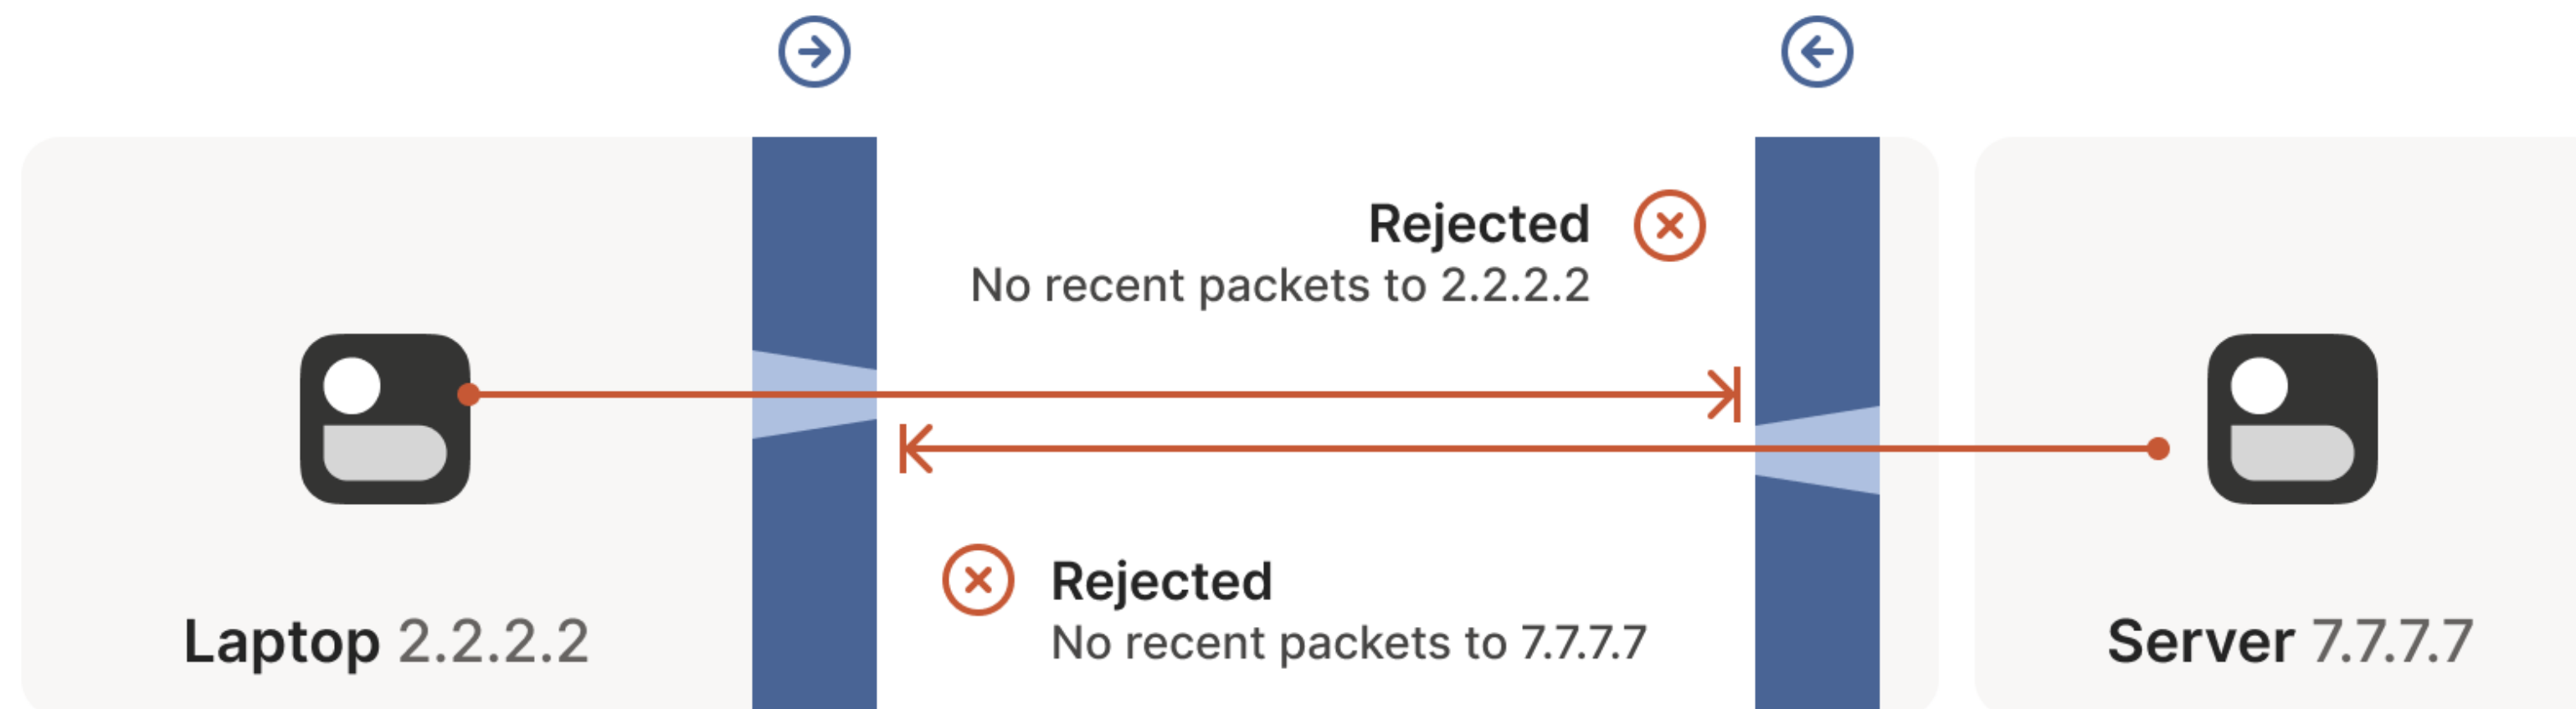 Rejected
No recent packets to 2.2.2.2
Rejected
No recent packets to 7.7.7.7
Laptop 2.2.2.2
Server 7.7.7.7